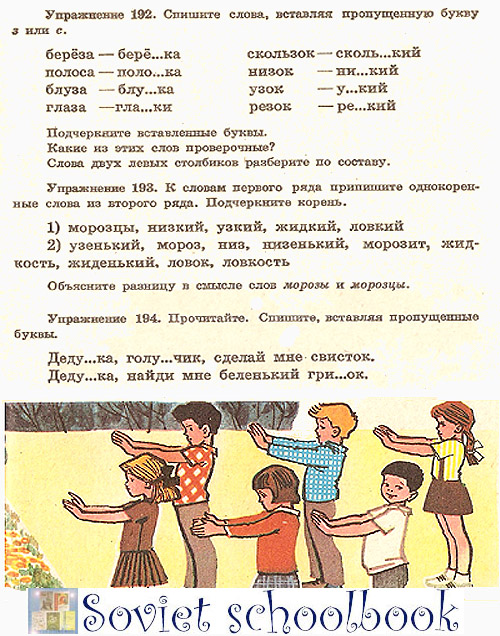 Упражнение 192. Спишите слова, вставляя пропущенную букву
з или с.
берёза — берё...ка скользок — сколь...кий
полоса — поло...ка низок — ни...кий
блуза — блу...ка узок — у...кий
глаза — гла...ки резок — ре...кий
Подчеркните вставленные буквы.
Какие из этих слов проверочные?
Слова двух левых столбиков разберите по составу.
Упражнение 193. К словам первого ряда припишите однокорен-
ные слова из второго ряда. Подчеркните корень.
1) морозцы, низкий, узкий, жидкий, ловкий
2) узенький, мороз, низ, низенький, морозит, жид-
кость, жиденький, ловок, ловкость
Объясните разницу в смысле слов морозы и морозцы.
Упражнение 194. Прочитайте. Спишите, вставляя пропущенные
буквы.
Деду...ка, голу...чик, сделай мне свисток.
Деду...ка, найди мне беленький гри...ок.
Soviet schoolbook